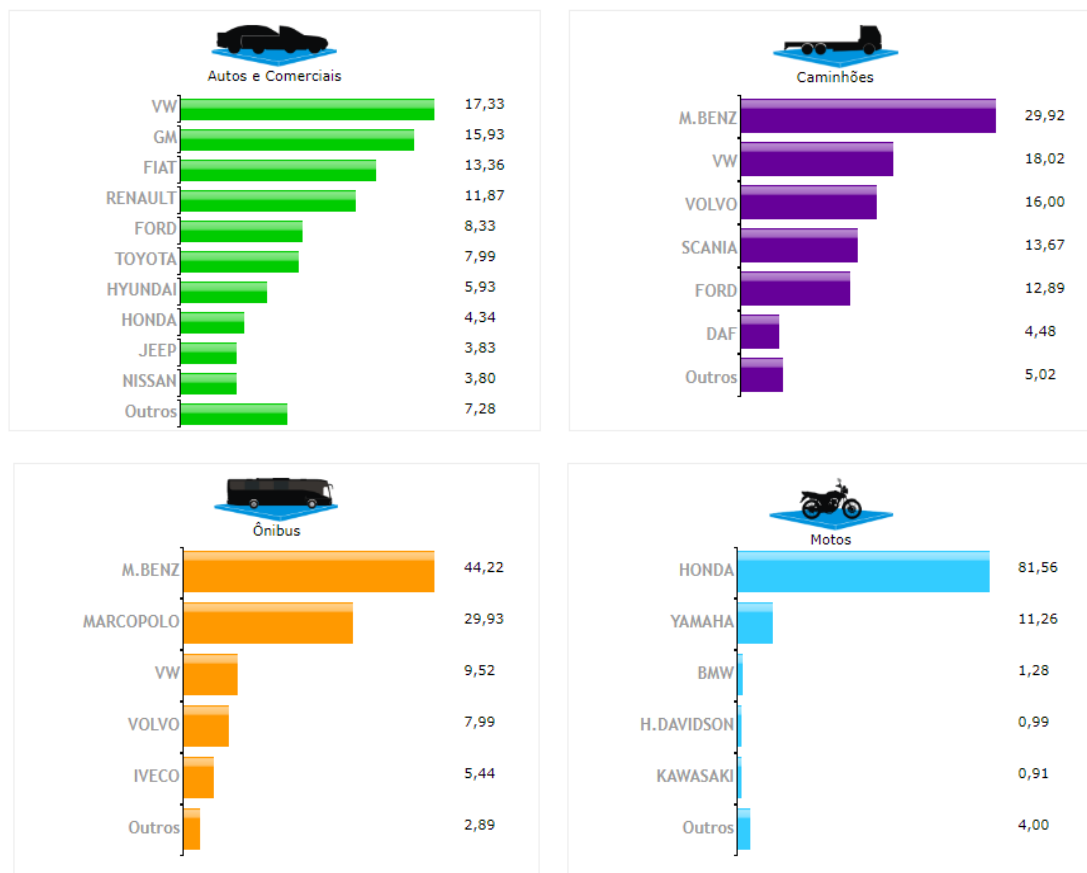 Autos e Comerciais
VW 17,33
GM 15,93
FIAT 13,36
RENAULT 11,87
FORD 8,33
TOYOTA 7,99
HYUNDAI 5,93
HONDA 4,34
JEEP 3,83
NISSAN 3,80
Outros 7,28
Caminhões
M.BENZ 29,92
VW 18,02
VOLVO 16,00
SCANIA 13,67
FORD 12,89
DAF 4,48
Outros 5,02
Ônibus
M.BENZ 44,22
MARCOPOLO 29,93
VW 9,52
VOLVO 7,99
IVECO 5,44
Outros 2,89
Motos
HONDA 81,56
YAMAHA 11,26
BMW 1,28
H.DAVIDSON 0,99
KAWASAKI 0,91
Outros 4,00